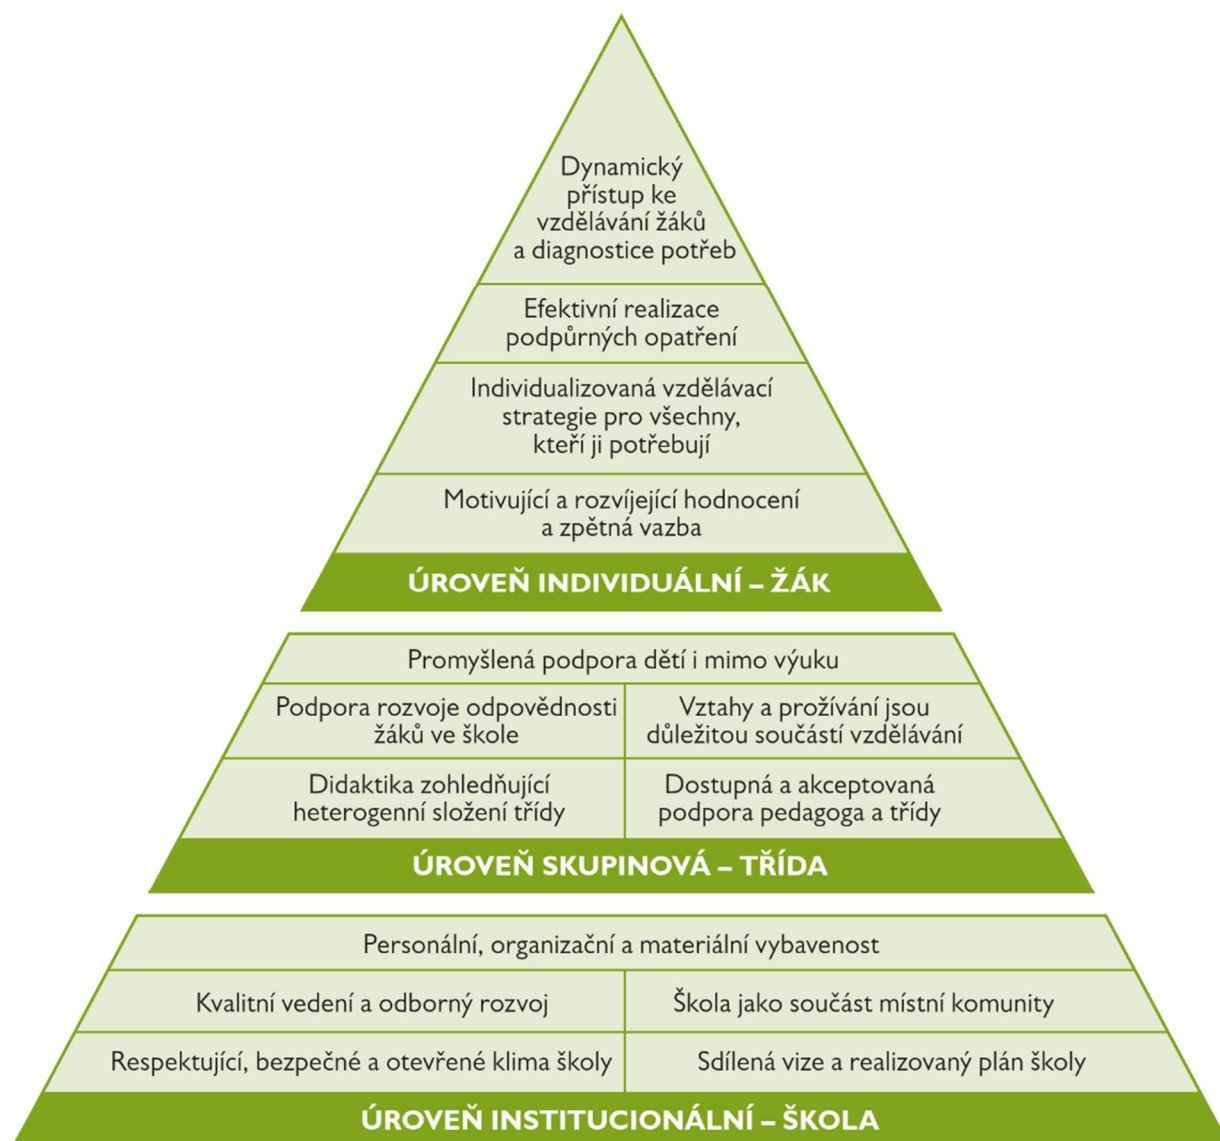 Dynamický
přístup ke
vzdělávání žáků
a diagnostice potřeb
Efektivní realizace
podpůrných opatření
Individualizovaná vzdělávací
strategie pro všechny,
kteří ji potřebují
Motivující a rozvíjející hodnocení
a zpětná vazba
ÚROVEŇ INDIVIDUÁLNÍ – ŽÁK
Promyšlená podpora dětí i mimo výuku
Podpora rozvoje odpovědnosti
žáků ve škole
Vztahy a prožívání jsou
důležitou součástí vzdělávání
Didaktika zohledňující
heterogenní složení třídy
Dostupná a akceptovaná
podpora pedagoga a třídy
ÚROVEŇ SKUPINOVÁ – TŘÍDA
Personální, organizační a materiální vybavenost
Kvalitní vedení a odborný rozvoj
Škola jako součást místní komunity
Respektující, bezpečné a otevřené klima školy
Sdílená vize a realizovaný plán školy
ÚROVEŇ INSTITUCIONÁLNÍ – ŠKOLA